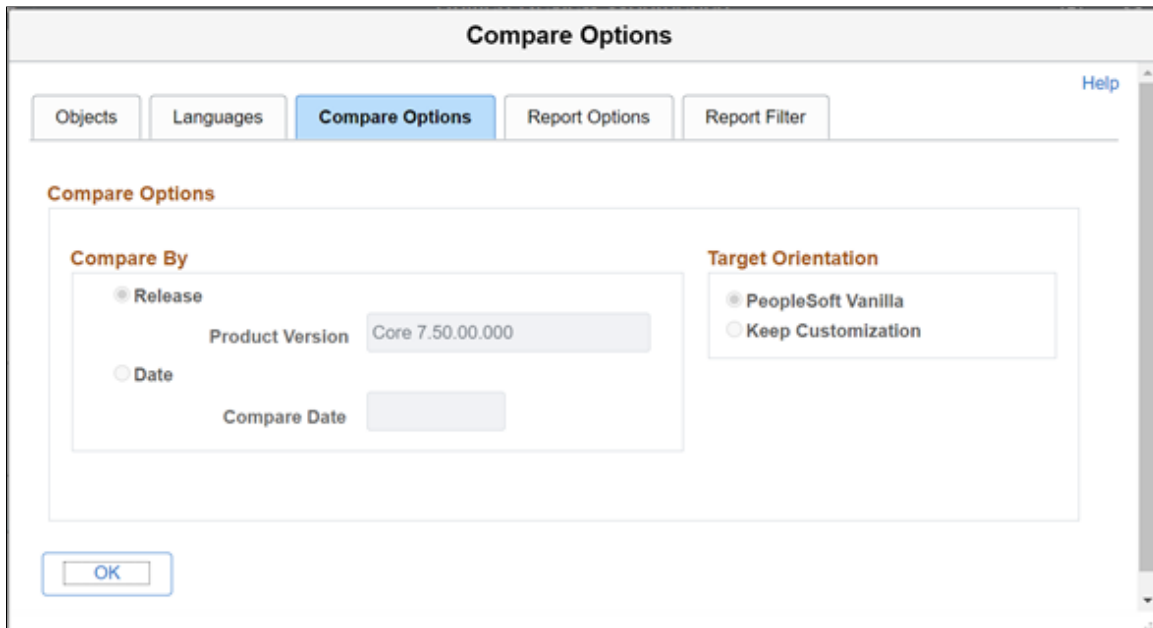 Compare Options
Help
Objects Languages Compare Options Report Options Report Filter
Compare Options
Compare By
Release
Product Version Core 7.50.00.000
Date
Compare Date
Target Orientation
PeopleSoft Vanilla
Keep Customization
OK